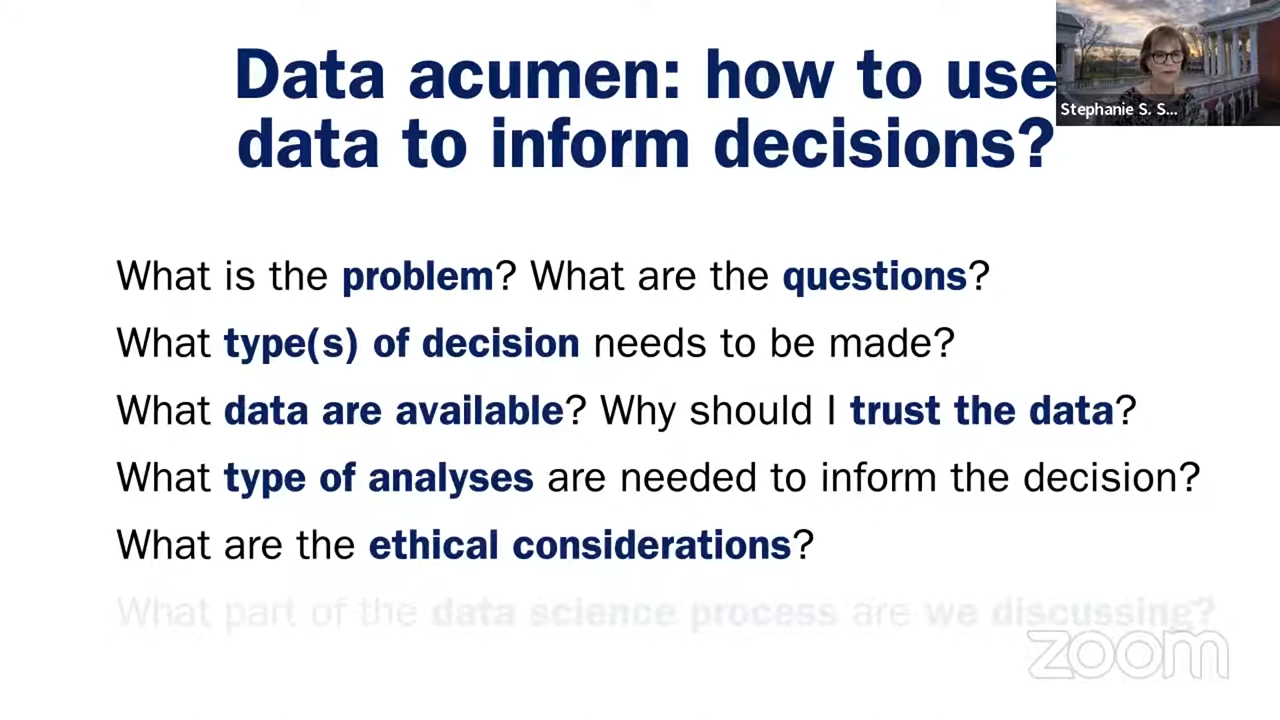 Data acumen: how to use
data to inform decisions?
Stephanie S. S...
What is the problem? What are the questions?
What type(s) of decision needs to be made?
What data are available? Why should I trust the data?
What type of analyses are needed to inform the decision?
What are the ethical considerations?
What part of the data science process are we discussing?
zoom